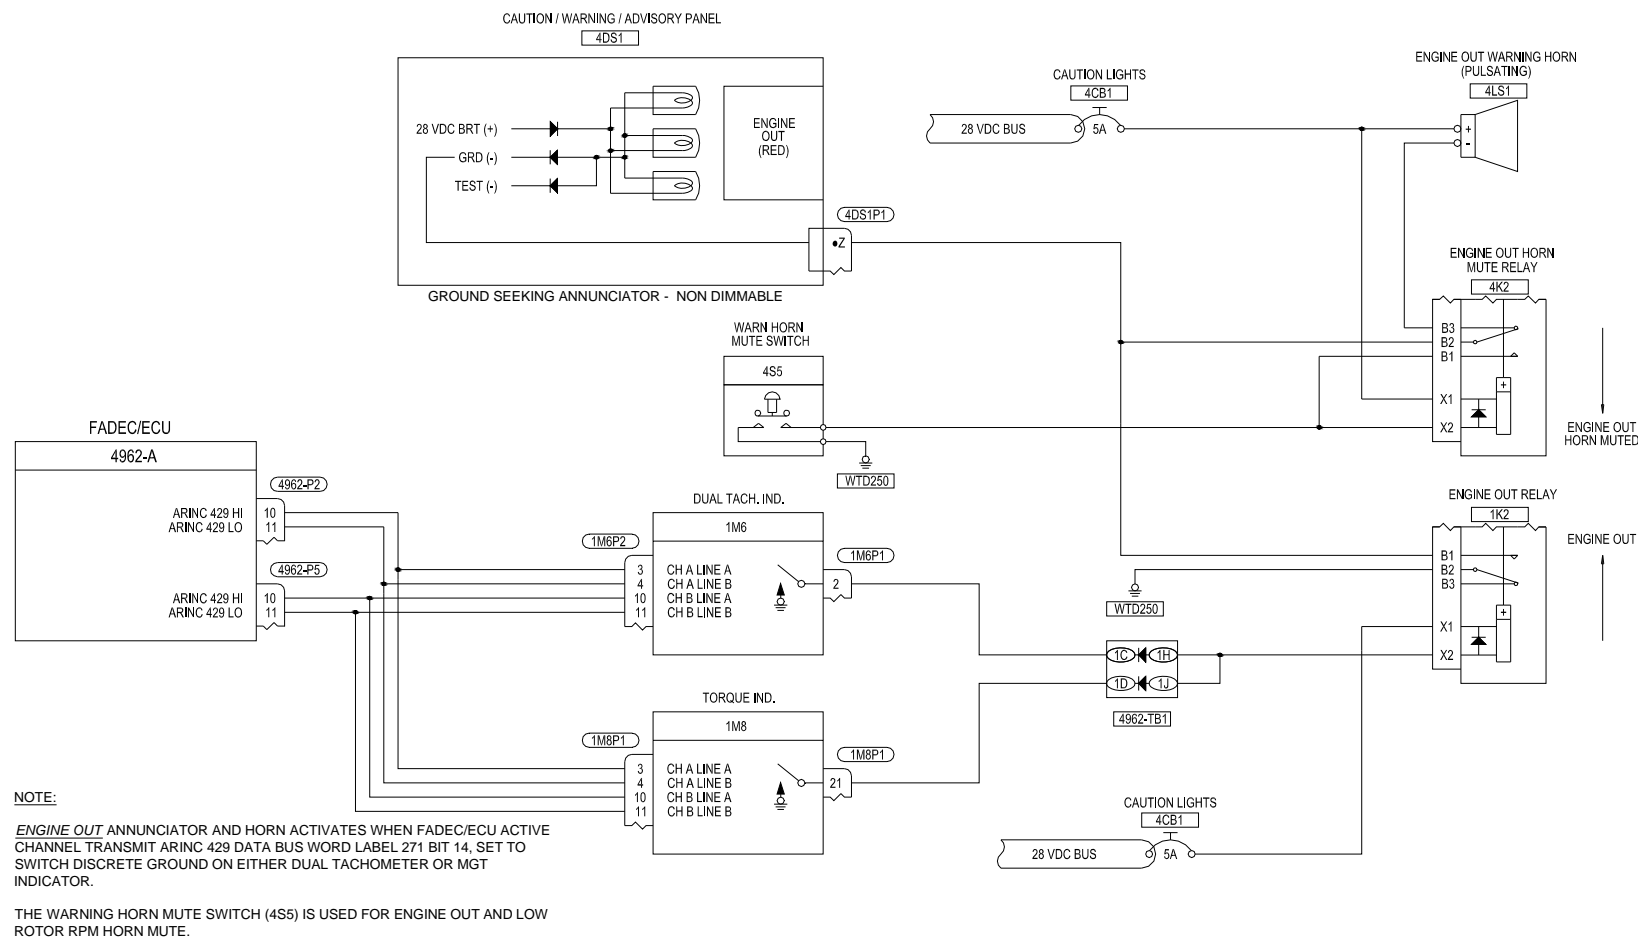 CAUTION / WARNING / ADVISORY PANEL
4DS1
28 VDC BRT (+)
GRD (-)
TEST (-)
ENGINE
OUT
(RED)
4DS1P1
Z
GROUND SEEKING ANNUNCIATOR - NON DIMMABLE
CAUTION LIGHTS
4CB1
28 VDC BUS
5A
ENGINE OUT WARNING HORN
(PULSATING)
4LS1
+
-
ENGINE OUT HORN
MUTE RELAY
4K2
B3
B2
B1
+
X1
X2
ENGINE OUT
HORN MUTED
WARN HORN
MUTE SWITCH
4S5
WTD250
FADEC/ECU
4962-A
4962-P2
ARINC 429 HI 10
ARINC 429 LO 11
4962-P5
ARINC 429 HI 10
ARINC 429 LO 11
DUAL TACH. IND.
1M6
1M6P2
3 CH A LINE A
4 CH A LINE B
10 CH B LINE A
11 CH B LINE B
1M6P1
2
TORQUE IND.
1M8
1M8P1
3 CH A LINE A
4 CH A LINE B
10 CH B LINE A
11 CH B LINE B
1M8P1
21
ENGINE OUT RELAY
1K2
B1
B2
B3
+
X1
X2
ENGINE OUT
WTD250
1C 1H
1D 1J
4962-TB1
CAUTION LIGHTS
4CB1
28 VDC BUS
5A
NOTE:
ENGINE OUT ANNUNCIATOR AND HORN ACTIVATES WHEN FADEC/ECU ACTIVE
CHANNEL TRANSMIT ARINC 429 DATA BUS WORD LABEL 271 BIT 14, SET TO
SWITCH DISCRETE GROUND ON EITHER DUAL TACHOMETER OR MGT
INDICATOR.
THE WARNING HORN MUTE SWITCH (4S5) IS USED FOR ENGINE OUT AND LOW
ROTOR RPM HORN MUTE.